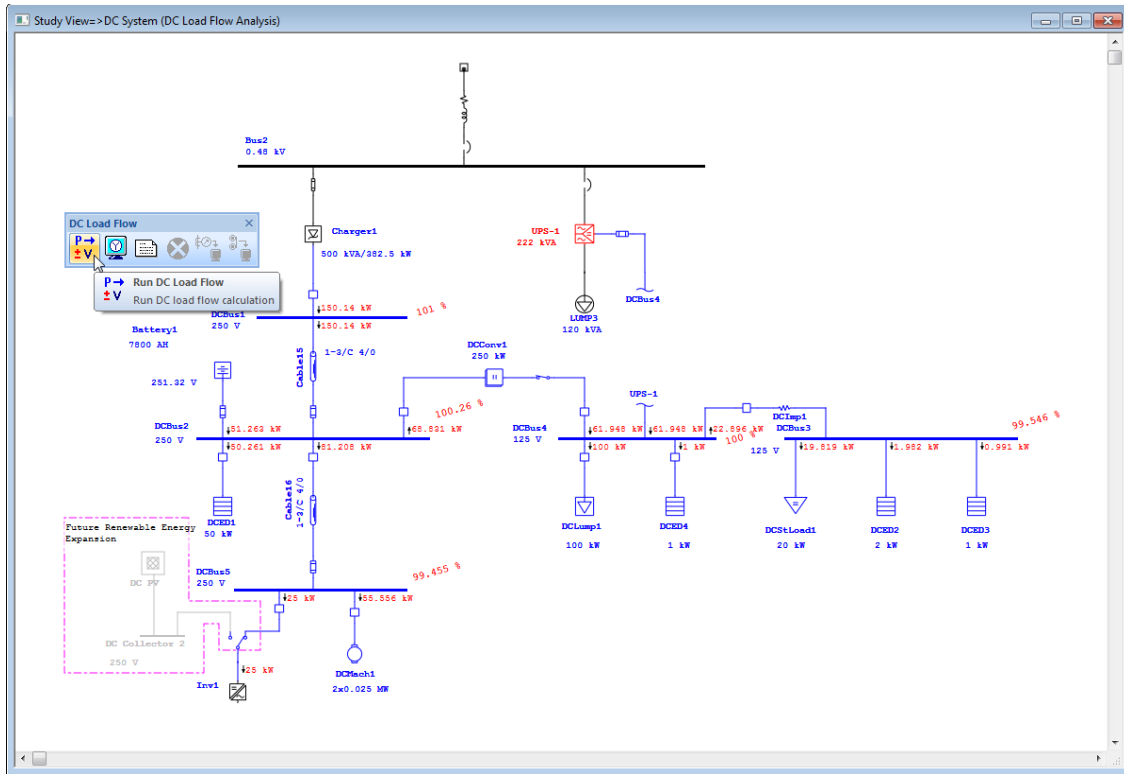 Study View=>DC System (DC Load Flow Analysis)
Bus2
0.48 kV
DC Load Flow
P
± V
Run DC Load Flow
Run DC load flow calculation
P
± V
Charger1
500 kVA/382.5 kW
UPS-1
222 kVA
DCBus4
LUMP3
120 kVA
DCBus1
250 V
150.14 kW
101 %
150.14 kW
Battery1
7800 AH
251.32 V
Cable15
1-3/C 4/0
DCConv1
250 kW
100.26 %
DCBus2
250 V
51.263 kW
68.831 kW
50.261 kW
81.208 kW
UPS-1
DCBus4
125 V
61.948 kW
61.948 kW
22.896 kW
100 %
100 kW
1 kW
DCImp1
DCBus3
125 V
99.546 %
19.819 kW
1.982 kW
0.991 kW
DCED1
50 kW
Cable16
1-3/C 4/0
DCLump1
100 kW
DCED4
1 kW
DCStLoad1
20 kW
DCED2
2 kW
DCED3
1 kW
Future Renewable Energy
Expansion
DC PV
DC Collector 2
250 V
DCBus5
250 V
99.455 %
25 kW
55.556 kW
25 kW
Inv1
DCMach1
2x0.025 MW